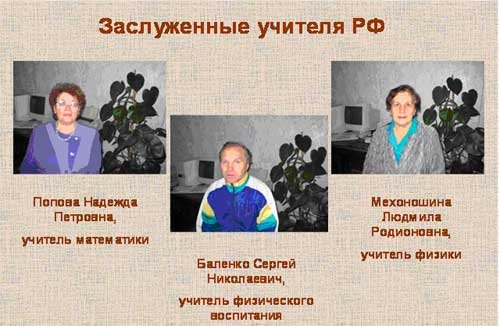 Заслуженные учителя РФ
Попова Надежда
Петровна,
учитель математики
Баленко Сергей
Николаевич,
учитель физического
воспитания
Мехоношина
Людмила
Родионовна,
учитель физики